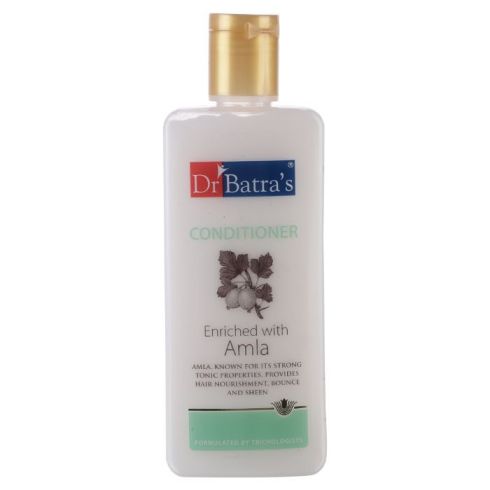 Dr Batra's®
CONDITIONER
Enriched with
Amla
AMLA, KNOWN FOR ITS STRONG
TONIC PROPERTIES, PROVIDES
HAIR NOURISHMENT, BOUNCE
AND SHEEN
FORMULATED BY TRICHOLOGISTS